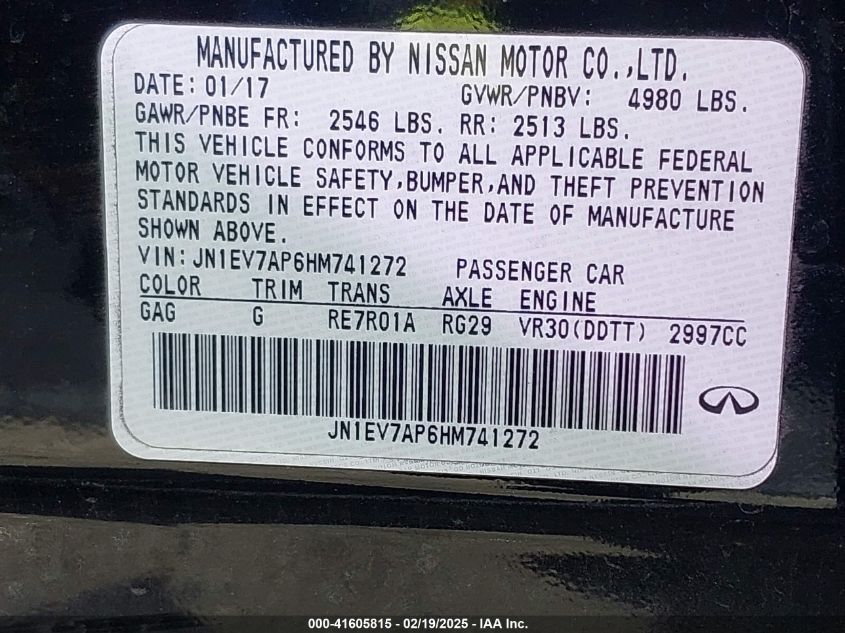 MANUFACTURED BY NISSAN MOTOR CO.,LTD.
DATE: 01/17 GVWR/PNBV: 4980 LBS.
GAWR/PNBE FR: 2546 LBS. RR: 2513 LBS.
THIS VEHICLE CONFORMS TO ALL APPLICABLE FEDERAL
MOTOR VEHICLE SAFETY,BUMPER,AND THEFT PREVENTION
STANDARDS IN EFFECT ON THE DATE OF MANUFACTURE
SHOWN ABOVE.
VIN: JN1EV7AP6HM741272 PASSENGER CAR
COLOR TRIM TRANS AXLE ENGINE
GAG G RE7R01A RG29 VR30(DDTT) 2997CC
JN1EV7AP6HM741272
000-41605815 - 02/19/2025 - IAA Inc.